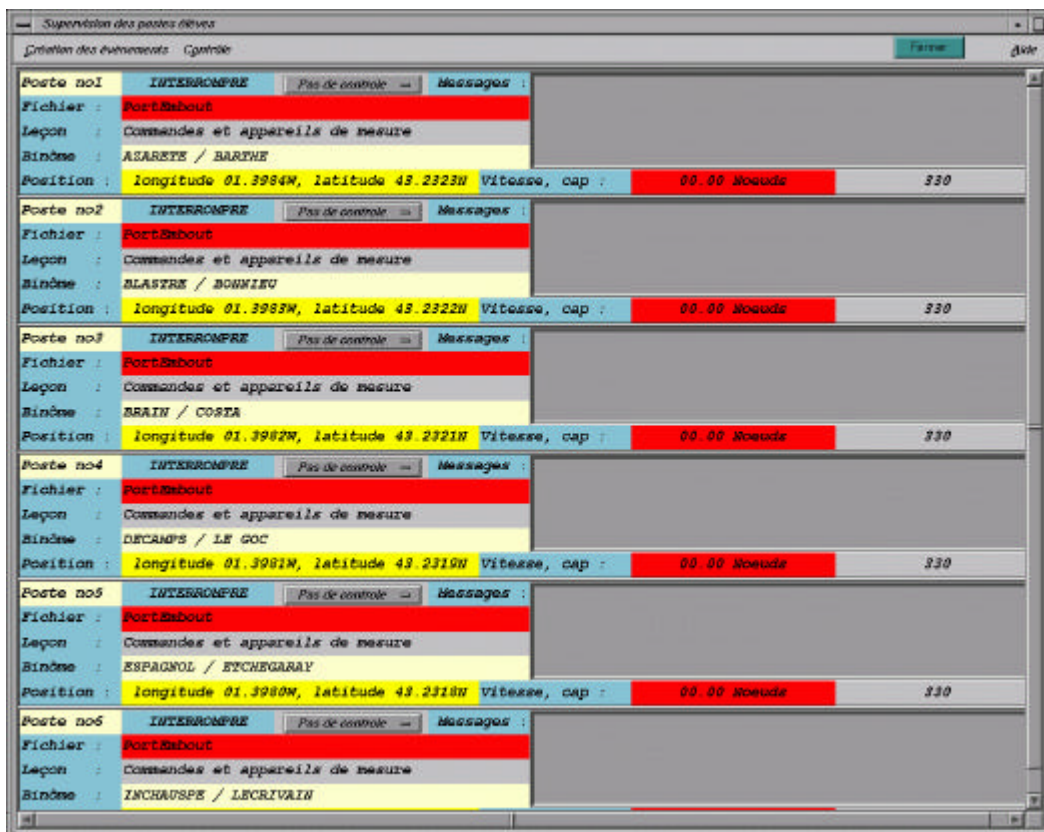 Supervision des postes élèves
Création des évènements Contrôle Fermer Aide
Poste no1 INTERROMPRE Pas de controle Messages :
Fichier : PortEmbout
Leçon : Commandes et appareils de mesure
Binôme : AZARETE / BARTHE
Position : longitude 01.3984W, latitude 43.2323N Vitesse, cap : 00.00 Noeuds 330
Poste no2 INTERROMPRE Pas de controle Messages :
Fichier : PortEmbout
Leçon : Commandes et appareils de mesure
Binôme : BLASTRE / BONNIEU
Position : longitude 01.3983W, latitude 43.2322N Vitesse, cap : 00.00 Noeuds 330
Poste no3 INTERROMPRE Pas de controle Messages :
Fichier : PortEmbout
Leçon : Commandes et appareils de mesure
Binôme : BRAIN / COSTA
Position : longitude 01.3982W, latitude 43.2321N Vitesse, cap : 00.00 Noeuds 330
Poste no4 INTERROMPRE Pas de controle Messages :
Fichier : PortEmbout
Leçon : Commandes et appareils de mesure
Binôme : DECAMPS / LE GOC
Position : longitude 01.3981W, latitude 43.2319N Vitesse, cap : 00.00 Noeuds 330
Poste no5 INTERROMPRE Pas de controle Messages :
Fichier : PortEmbout
Leçon : Commandes et appareils de mesure
Binôme : ESPAGNOL / ETCHEGARAY
Position : longitude 01.3980W, latitude 43.2318N Vitesse, cap : 00.00 Noeuds 330
Poste no6 INTERROMPRE Pas de controle Messages :
Fichier : PortEmbout
Leçon : Commandes et appareils de mesure
Binôme : INCHAUSPE / LECRIVAIN